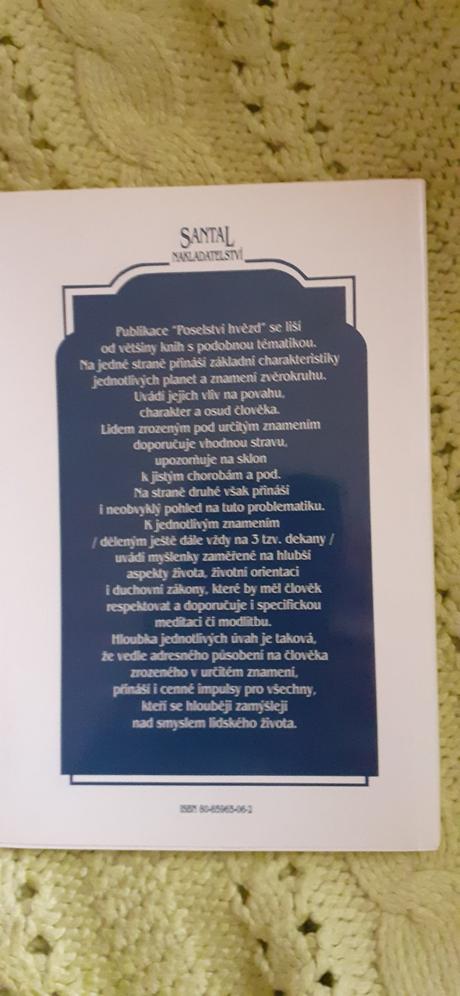 SANTAL
NAKLADATELSTVÍ
Publikace "Poselství hvězd" se liší
od většiny knih s podobnou tématikou.
Na jedné straně přináší základní charakteristiky
jednotlivých planet a znamení zvěrokruhu.
Uvádí jejich vliv na povahu,
charakter a osud člověka.
Lidem zrozeným pod určitým znamením
doporučuje vhodnou stravu,
upozorňuje na sklon
k jistým chorobám a pod.
Na straně druhé však přináší
i neobvyklý pohled na tuto problematiku.
K jednotlivým znamením
/ děleným ještě dále vždy na 3 tzv. dekany /
uvádí myšlenky zaměřené na hlubší
aspekty života, životní orientaci
i duchovní zákony, které by měl člověk
respektovat a doporučuje i specifickou
meditaci či modlitbu.
Hloubka jednotlivých úvah je taková,
že vedle adresného působení na člověka
zrozeného v určitém znamení,
přináší i cenné impulsy pro všechny,
kteří se hlouběji zamýšlejí
nad smyslem lidského života.
ISBN 80-85965-06-2